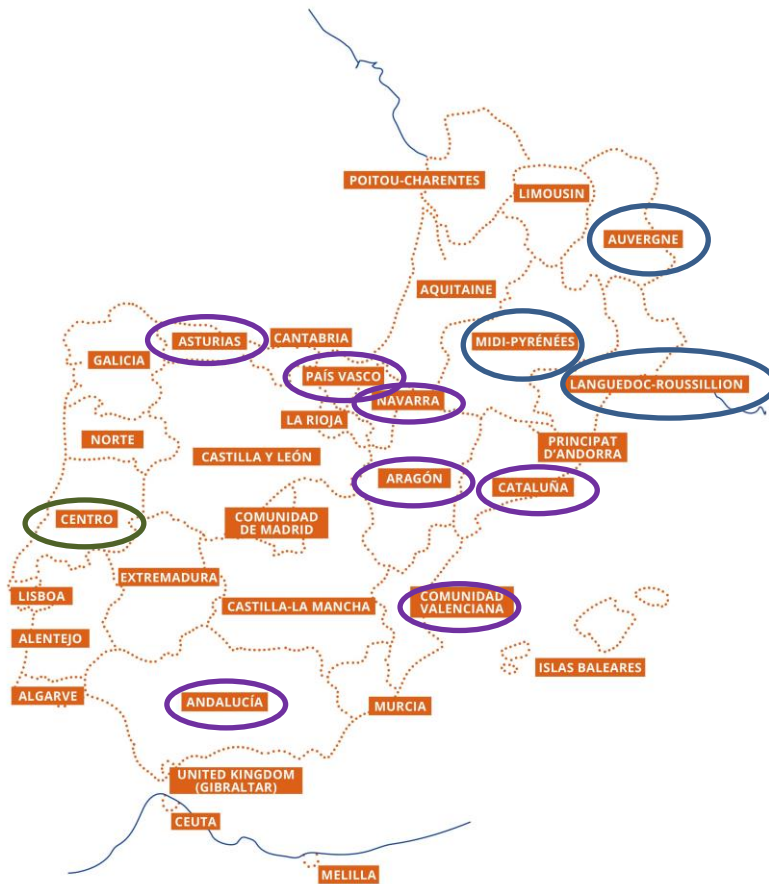 POITOU-CHARENTES
LIMOUSIN
AUVERGNE
AQUITAINE
ASTURIAS
CANTABRIA
MIDI-PYRÉNÉES
GALICIA
PAÍS VASCO
LANGUEDOC-ROUSSILLION
NAVARRA
LA RIOJA
NORTE
PRINCIPAT
D'ANDORRA
CASTILLA Y LEÓN
ARAGÓN
CATALUÑA
CENTRO
COMUNIDAD
DE MADRID
EXTREMADURA
LISBOA
CASTILLA-LA MANCHA
COMUNIDAD
VALENCIANA
ALENTEJO
ISLAS BALEARES
ALGARVE
ANDALUCÍA
MURCIA
UNITED KINGDOM
(GIBRALTAR)
CEUTA
MELILLA